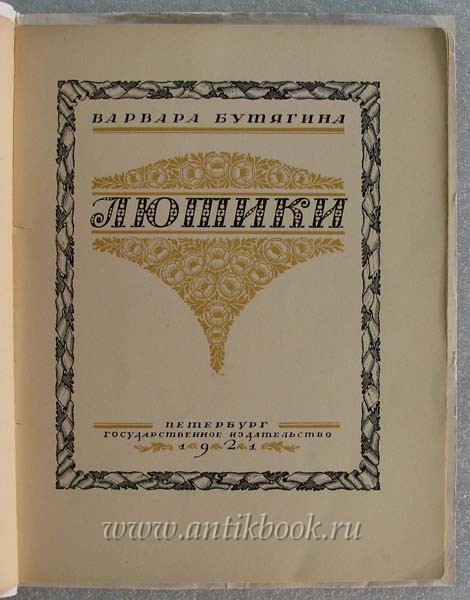 ВАРВАРА БУТЯГИНА
ЛЮТИКИ
ПЕТЕРБУРГ
ГОСУДАРСТВЕННОЕ ИЗДАТЕЛЬСТВО
1921
www.antikbook.ru